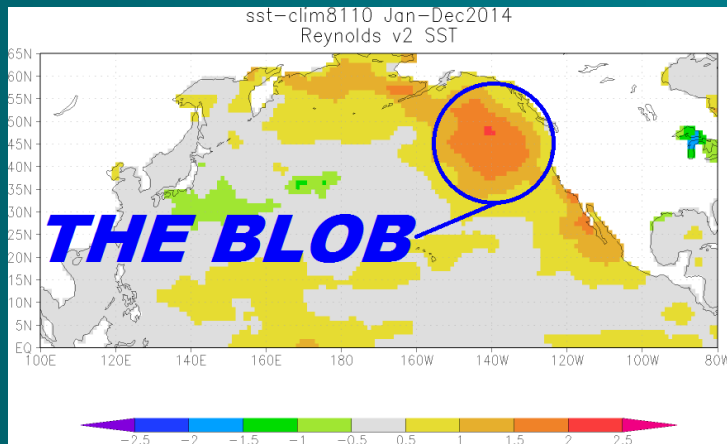 sst-clim8110 Jan-Dec2014
Reynolds v2 SST
65N
60N
55N
50N
45N
40N
35N
30N
25N
20N
15N
10N
5N
EQ
THE BLOB
100E 120E 140E 160E 180 160W 140W 120W 100W 80W
-2.5 -2 -1.5 -1 -0.5 0.5 1 1.5 2 2.5